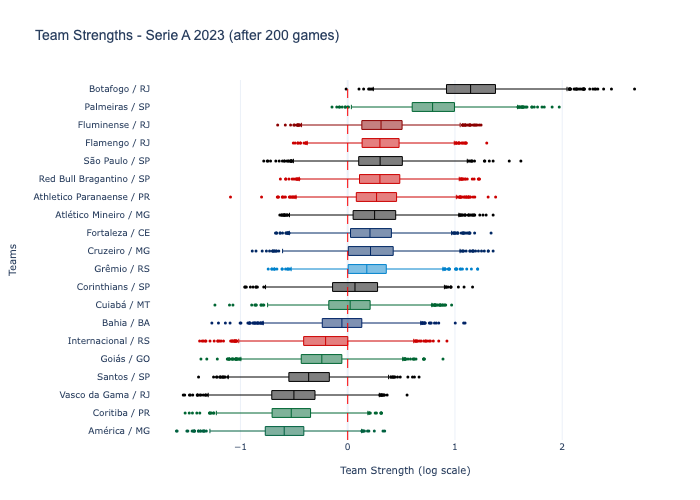 Team Strengths - Serie A 2023 (after 200 games)
Botafogo / RJ
Palmeiras / SP
Fluminense / RJ
Flamengo / RJ
São Paulo / SP
Red Bull Bragantino / SP
Athletico Paranaense / PR
Atlético Mineiro / MG
Fortaleza / CE
Cruzeiro / MG
Grêmio / RS
Corinthians / SP
Cuiabá / MT
Bahia / BA
Internacional / RS
Goiás / GO
Santos / SP
Vasco da Gama / RJ
Coritiba / PR
América / MG
Teams
−1 0 1 2
Team Strength (log scale)